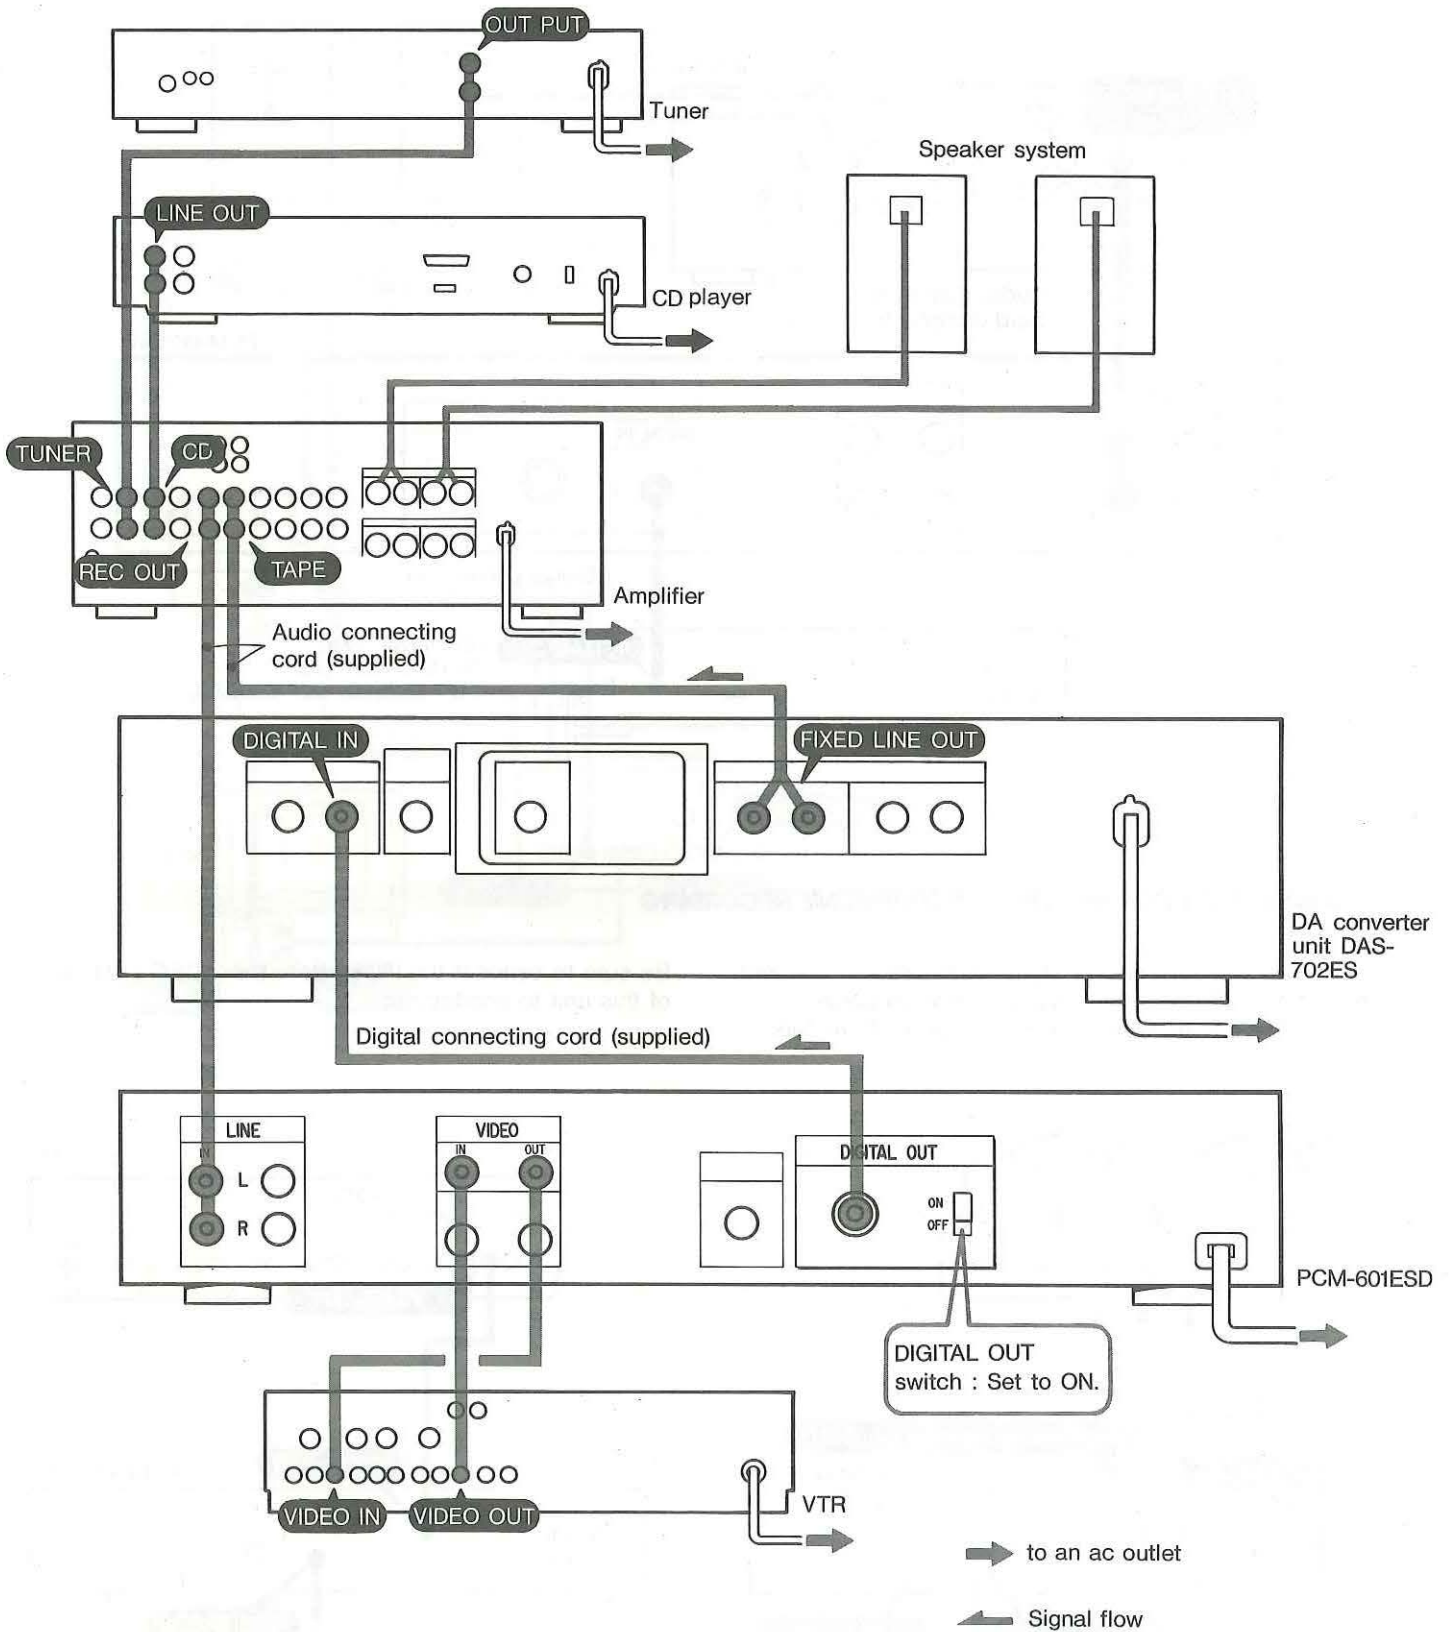 OUT PUT
Tuner
Speaker system
LINE OUT
CD player
TUNER
CD
REC OUT
TAPE
Amplifier
Audio connecting
cord (supplied)
DIGITAL IN
FIXED LINE OUT
DA converter
unit DAS-
702ES
Digital connecting cord (supplied)
LINE
IN
L
R
VIDEO
IN
OUT
DIGITAL OUT
ON
OFF
PCM-601ESD
DIGITAL OUT
switch : Set to ON.
VIDEO IN
VIDEO OUT
VTR
to an ac outlet
Signal flow